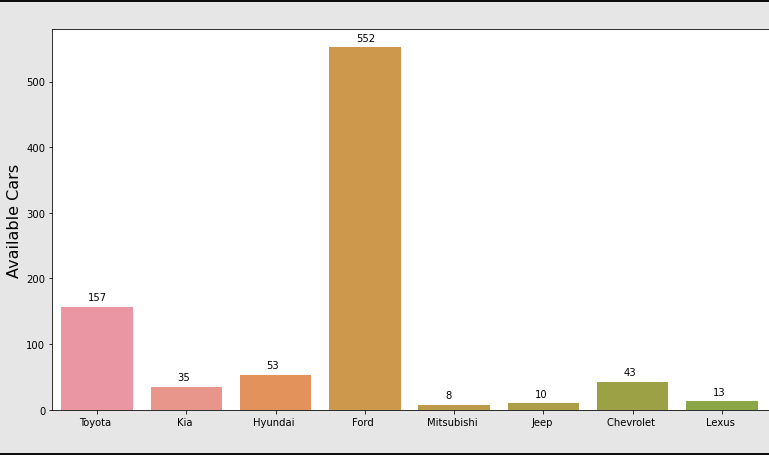 Available Cars
500
400
300
200
100
0
157
35
53
552
8
10
43
13
Toyota
Kia
Hyundai
Ford
Mitsubishi
Jeep
Chevrolet
Lexus